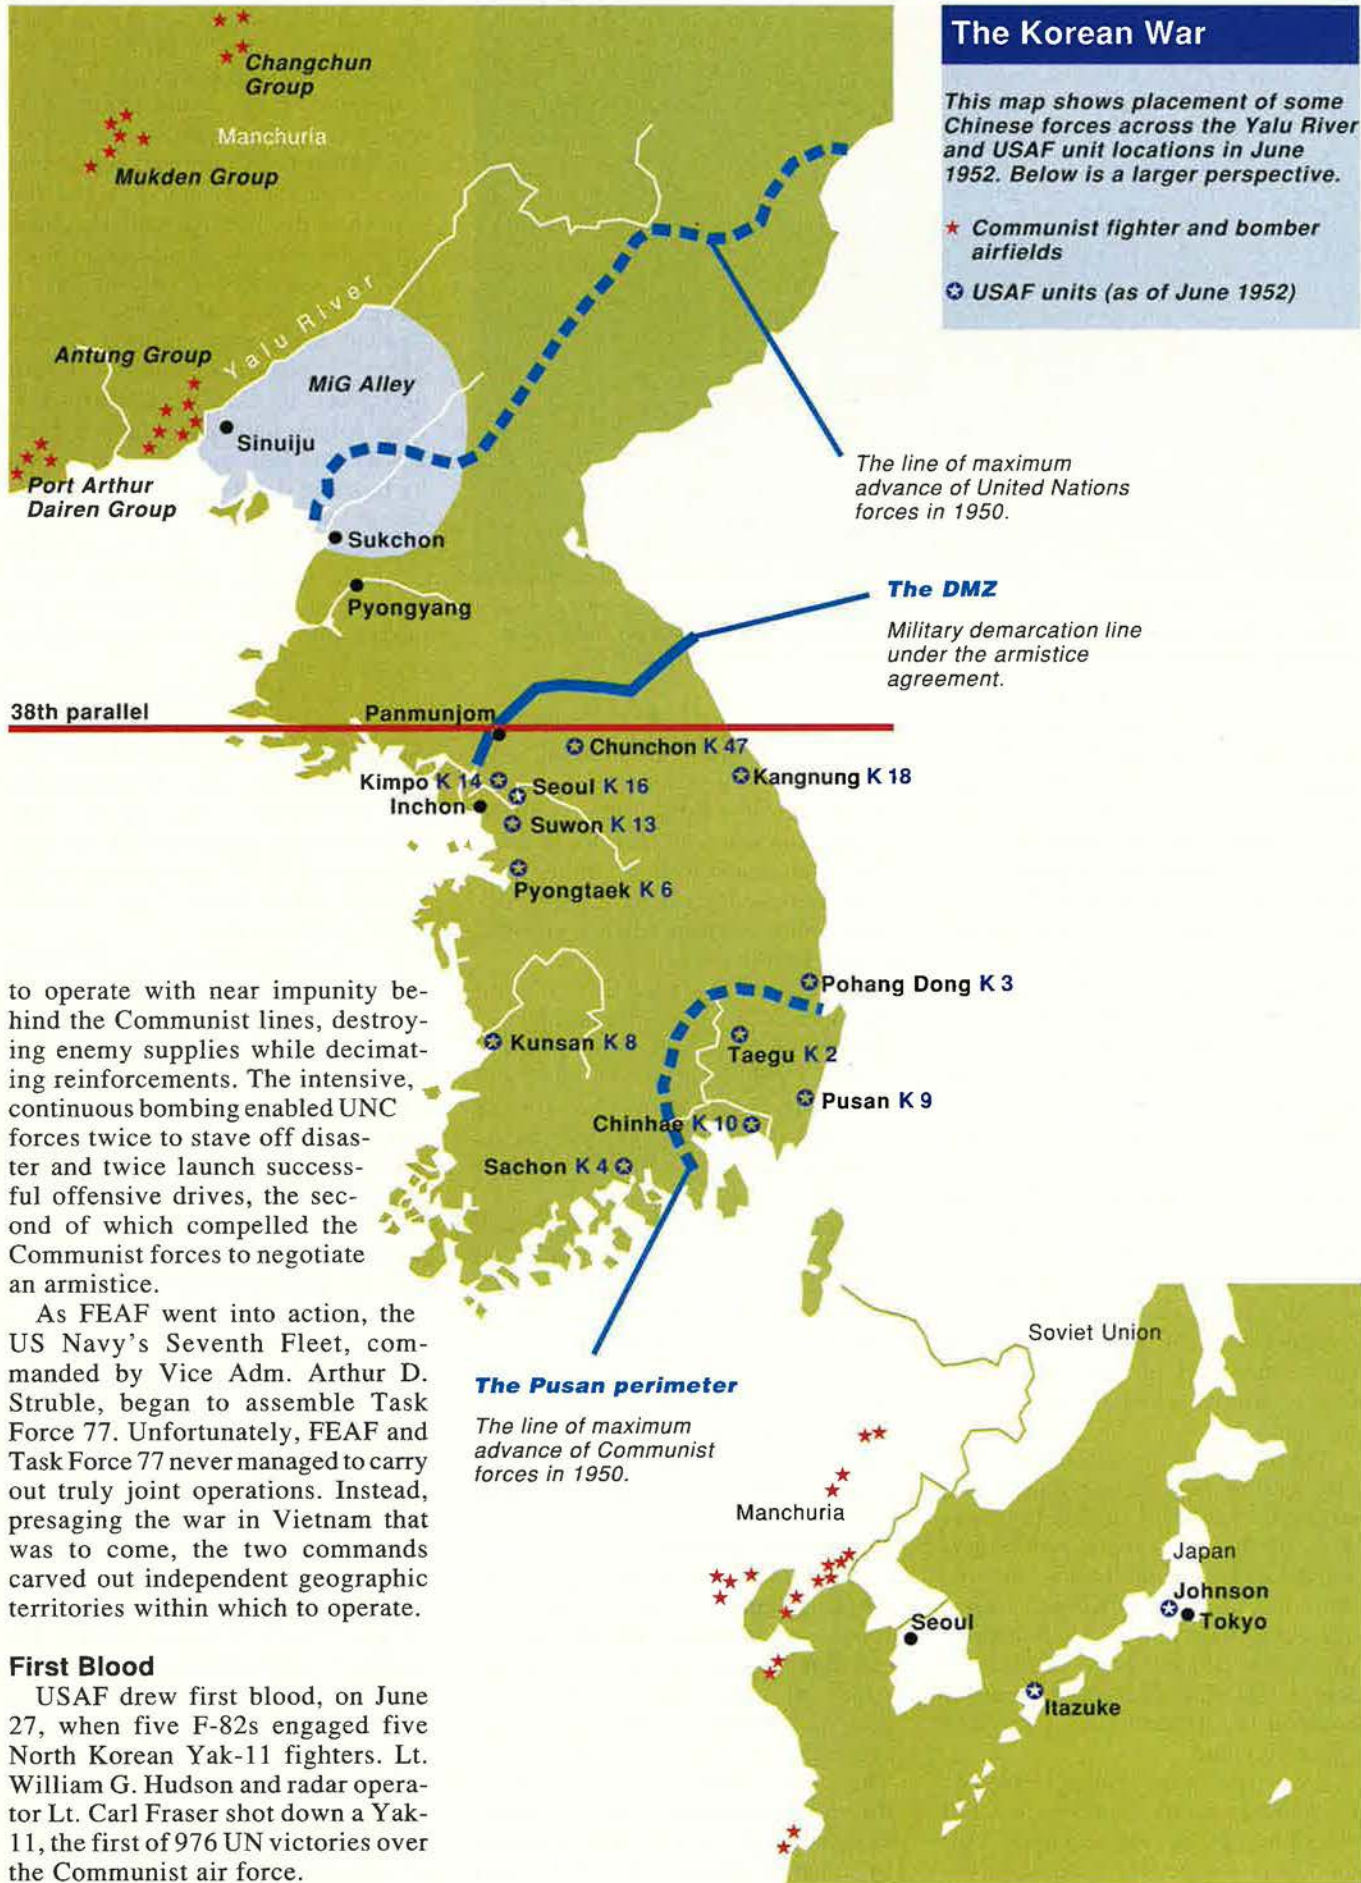 The Korean War
This map shows placement of some
Chinese forces across the Yalu River
and USAF unit locations in June
1952. Below is a larger perspective.
Communist fighter and bomber
airfields
USAF units (as of June 1952)
Changchun
Group
Manchuria
Mukden Group
Yalu River
Antung Group
MiG Alley
Sinuiju
Port Arthur
Dairen Group
Sukchon
Pyongyang
The line of maximum
advance of United Nations
forces in 1950.
The DMZ
Military demarcation line
under the armistice
agreement.
38th parallel
Panmunjom
Chunchon K 47
Kimpo K 14
Seoul K 16
Kangnung K 18
Inchon
Suwon K 13
Pyongtaek K 6
Pohang Dong K 3
Kunsan K 8
Taegu K 2
Pusan K 9
Chinhae K 10
Sachon K 4
The Pusan perimeter
The line of maximum
advance of Communist
forces in 1950.
Soviet Union
Manchuria
Japan
Johnson
Tokyo
Seoul
Itazuke
to operate with near impunity be-
hind the Communist lines, destroy-
ing enemy supplies while decimat-
ing reinforcements. The intensive,
continuous bombing enabled UNC
forces twice to stave off disas-
ter and twice launch success-
ful offensive drives, the sec-
ond of which compelled the
Communist forces to negotiate
an armistice.
As FEAF went into action, the
US Navy's Seventh Fleet, com-
manded by Vice Adm. Arthur D.
Struble, began to assemble Task
Force 77. Unfortunately, FEAF and
Task Force 77 never managed to carry
out truly joint operations. Instead,
presaging the war in Vietnam that
was to come, the two commands
carved out independent geographic
territories within which to operate.
First Blood
USAF drew first blood, on June
27, when five F-82s engaged five
North Korean Yak-11 fighters. Lt.
William G. Hudson and radar opera-
tor Lt. Carl Fraser shot down a Yak-
11, the first of 976 UN victories over
the Communist air force.